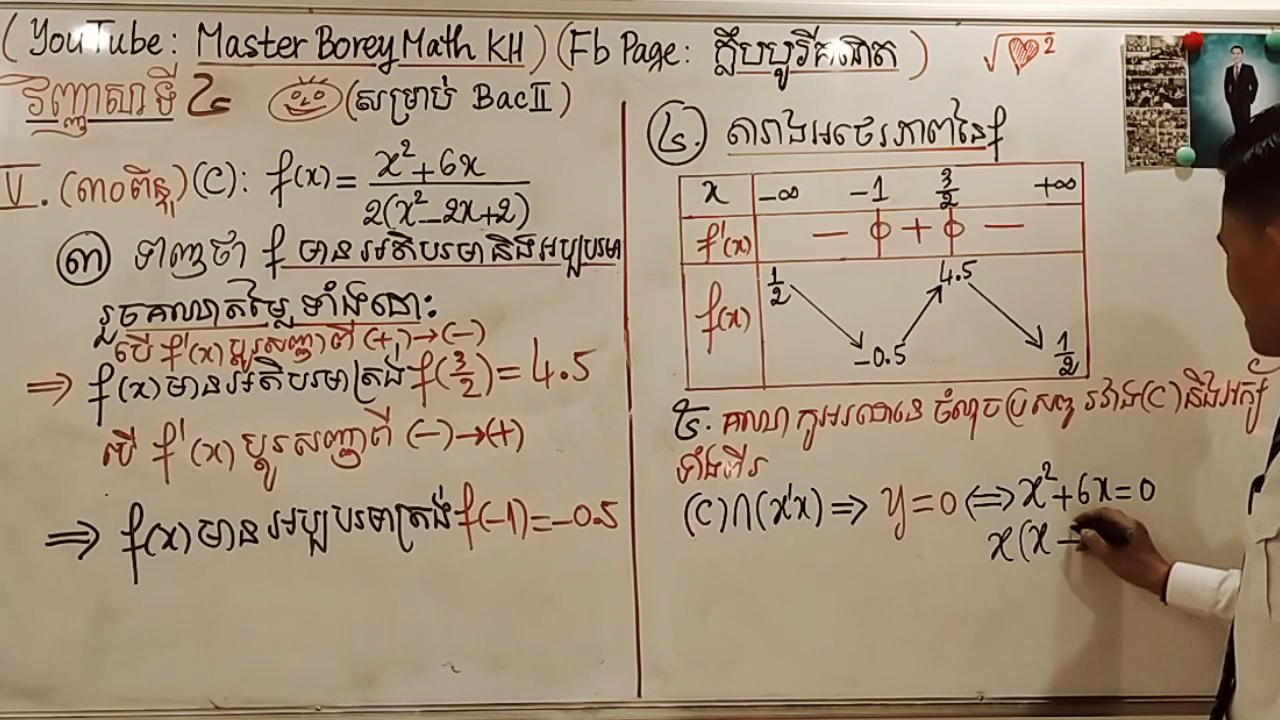 (YouTube: Master Borey Math KH) (Fb Page: ក្លឹបបូរីគណិត) √♥²
វិញ្ញាសាទី ៤ (សម្រាប់ BacII)
V. (៣០ពិន្ទុ) (C): f(x) = x²+6x / 2(x²-2x+2)
៣ ទាញថា f មានអតិបរមានិងអប្បបរមា
រួចគណនាតម្លៃទាំងនោះ:
បើ f'(x) ប្តូរសញ្ញាពី (+)→(-)
⇒ f(x) មានអតិបរមាត្រង់ f(3/2) = 4.5
បើ f'(x) ប្តូរសញ្ញាពី (-)→(+)
⇒ f(x) មានអប្បបរមាត្រង់ f(-1) = -0.5
៤. តារាងអថេរភាពនៃ f
x -∞ -1 3/2 +∞
f'(x) - 0 + 0 -
f(x) 1/2 -0.5 4.5 1/2
៥. គណនាកូអរដោនេ ចំណុចប្រសព្វ រវាង (C) និងអក្ស័
ទាំងពីរ
(C)∩(x'x) ⇒ y=0 ⇔ x²+6x=0
x(x -